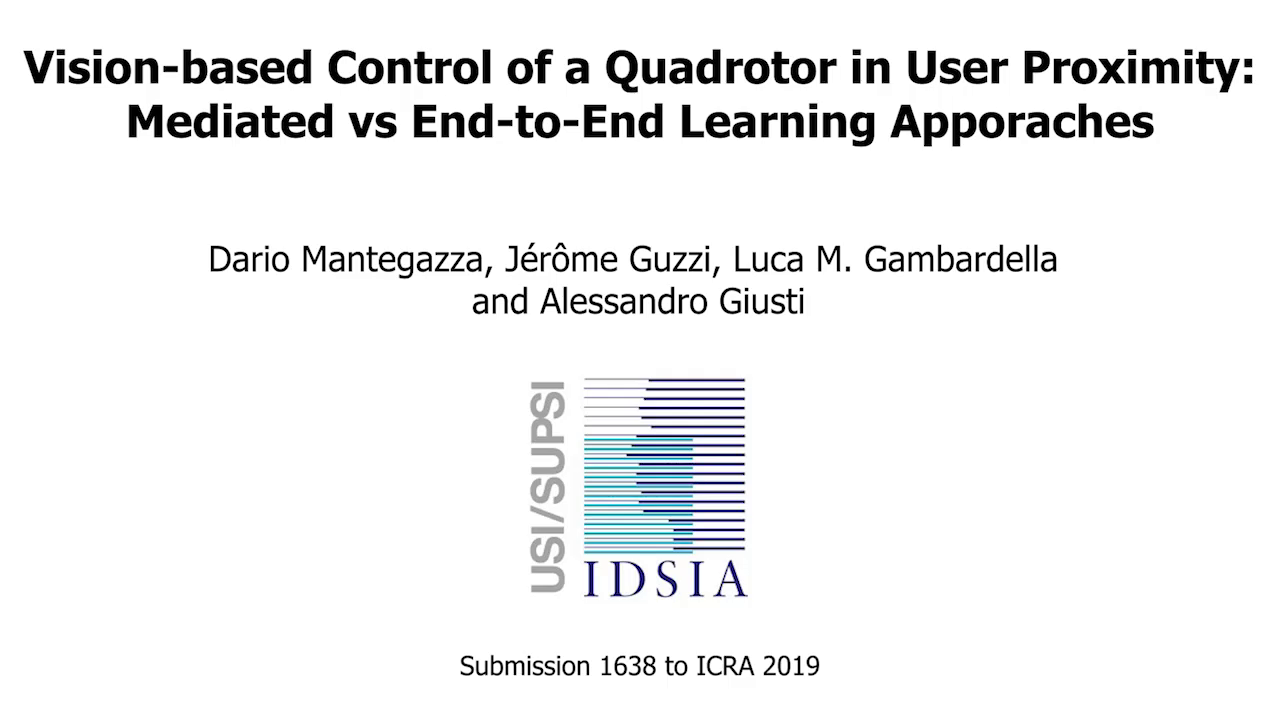 Vision-based Control of a Quadrotor in User Proximity:
Mediated vs End-to-End Learning Apporaches
Dario Mantegazza, Jérôme Guzzi, Luca M. Gambardella
and Alessandro Giusti
USI/SUPSI
IDSIA
Submission 1638 to ICRA 2019